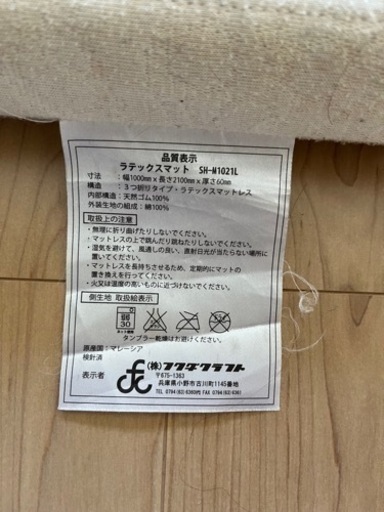 品質表示
ラテックスマット SH-M1021L
寸法 : 幅1000mm×長さ2100mm×厚さ60mm
構造 : 3つ折りタイプ・ラテックスマットレス
内部構造 : 天然ゴム100%
外装生地の組成 : 綿100%
取扱上の注意
・無理に折り曲げたりしないでください。
・マットレスの上で跳んだり跳ねたりしないでください。
・湿気を避けて、風通しの良い、直射日光が当たらない場所に置いてください。
・マットレスを長持ちさせるため、定期的にマットの置き換えを行ってください。
・火又は温度の高いものに近づけないでください。
側生地 取扱絵表示
弱
30
タンブラー乾燥はお避けください。
原産国 : マレーシア
検針済
表示者
(株)フクダクラフト
〒675-1363
兵庫県小野市古川町1145番地